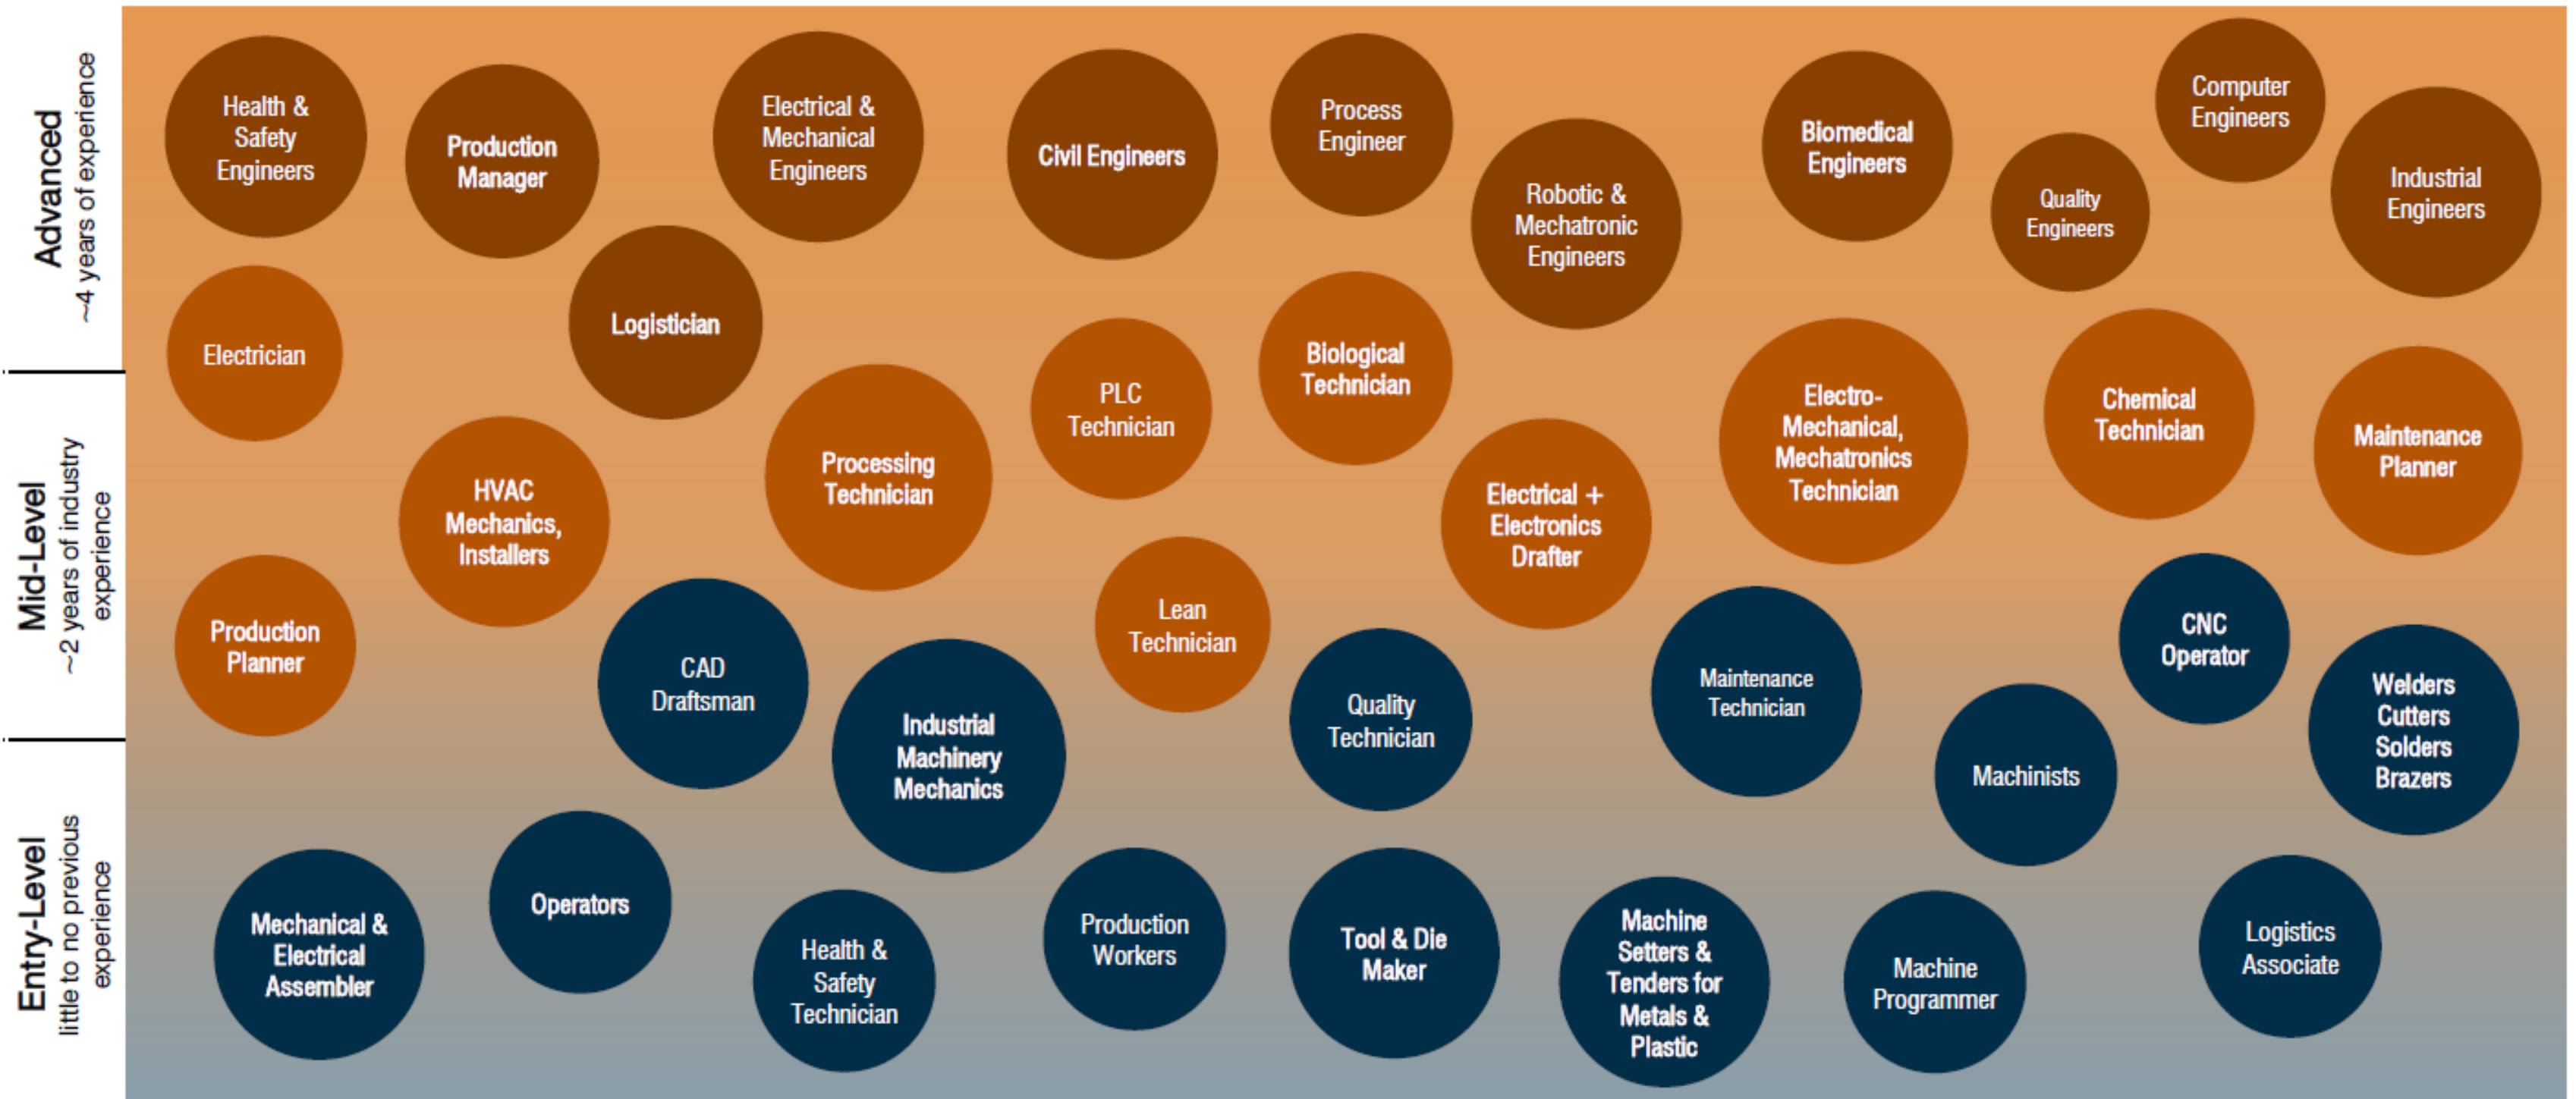 Advanced
~4 years of experience
Mid-Level
~2 years of industry
experience
Entry-Level
little to no previous
experience
Health &
Safety
Engineers
Production
Manager
Electrical &
Mechanical
Engineers
Civil Engineers
Process
Engineer
Robotic &
Mechatronic
Engineers
Biomedical
Engineers
Quality
Engineers
Computer
Engineers
Industrial
Engineers
Electrician
Logistician
HVAC
Mechanics,
Installers
Processing
Technician
PLC
Technician
Biological
Technician
Electrical +
Electronics
Drafter
Electro-
Mechanical,
Mechatronics
Technician
Chemical
Technician
Maintenance
Planner
Production
Planner
CAD
Draftsman
Industrial
Machinery
Mechanics
Lean
Technician
Quality
Technician
Maintenance
Technician
Machinists
CNC
Operator
Welders
Cutters
Solders
Brazers
Mechanical &
Electrical
Assembler
Operators
Health &
Safety
Technician
Production
Workers
Tool & Die
Maker
Machine
Setters &
Tenders for
Metals &
Plastic
Machine
Programmer
Logistics
Associate